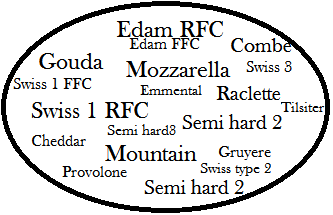 Edam RFC
Edam FFC
Combe
Gouda
Mozzarella
Swiss 3
Swiss 1 FFC
Emmental
Raclette
Tilsiter
Swiss 1 RFC
Semi hard3
Semi hard 2
Cheddar
Mountain
Gruyere
Provolone
Swiss type 2
Semi hard 2